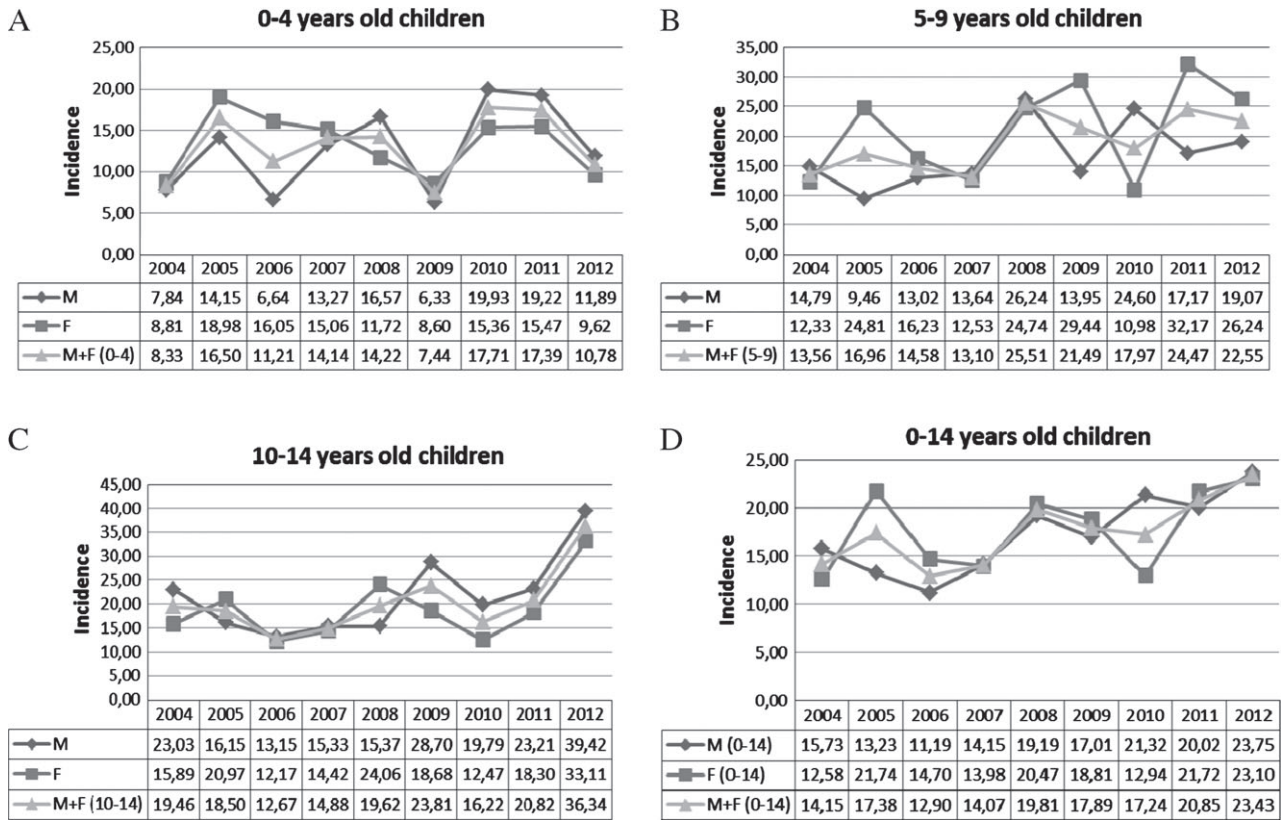 A
0-4 years old children
25,00
20,00
15,00
10,00
5,00
0,00
Incidence
2004 2005 2006 2007 2008 2009 2010 2011 2012
M 7,84 14,15 6,64 13,27 16,57 6,33 19,93 19,22 11,89
F 8,81 18,98 16,05 15,06 11,72 8,60 15,36 15,47 9,62
M+F (0-4) 8,33 16,50 11,21 14,14 14,22 7,44 17,71 17,39 10,78
B
5-9 years old children
35,00
30,00
25,00
20,00
15,00
10,00
5,00
0,00
Incidence
2004 2005 2006 2007 2008 2009 2010 2011 2012
M 14,79 9,46 13,02 13,64 26,24 13,95 24,60 17,17 19,07
F 12,33 24,81 16,23 12,53 24,74 29,44 10,98 32,17 26,24
M+F (5-9) 13,56 16,96 14,58 13,10 25,51 21,49 17,97 24,47 22,55
C
10-14 years old children
45,00
40,00
35,00
30,00
25,00
20,00
15,00
10,00
5,00
0,00
Incidence
2004 2005 2006 2007 2008 2009 2010 2011 2012
M 23,03 16,15 13,15 15,33 15,37 28,70 19,79 23,21 39,42
F 15,89 20,97 12,17 14,42 24,06 18,68 12,47 18,30 33,11
M+F (10-14) 19,46 18,50 12,67 14,88 19,62 23,81 16,22 20,82 36,34
D
0-14 years old children
25,00
20,00
15,00
10,00
5,00
0,00
Incidence
2004 2005 2006 2007 2008 2009 2010 2011 2012
M (0-14) 15,73 13,23 11,19 14,15 19,19 17,01 21,32 20,02 23,75
F (0-14) 12,58 21,74 14,70 13,98 20,47 18,81 12,94 21,72 23,10
M+F (0-14) 14,15 17,38 12,90 14,07 19,81 17,89 17,24 20,85 23,43